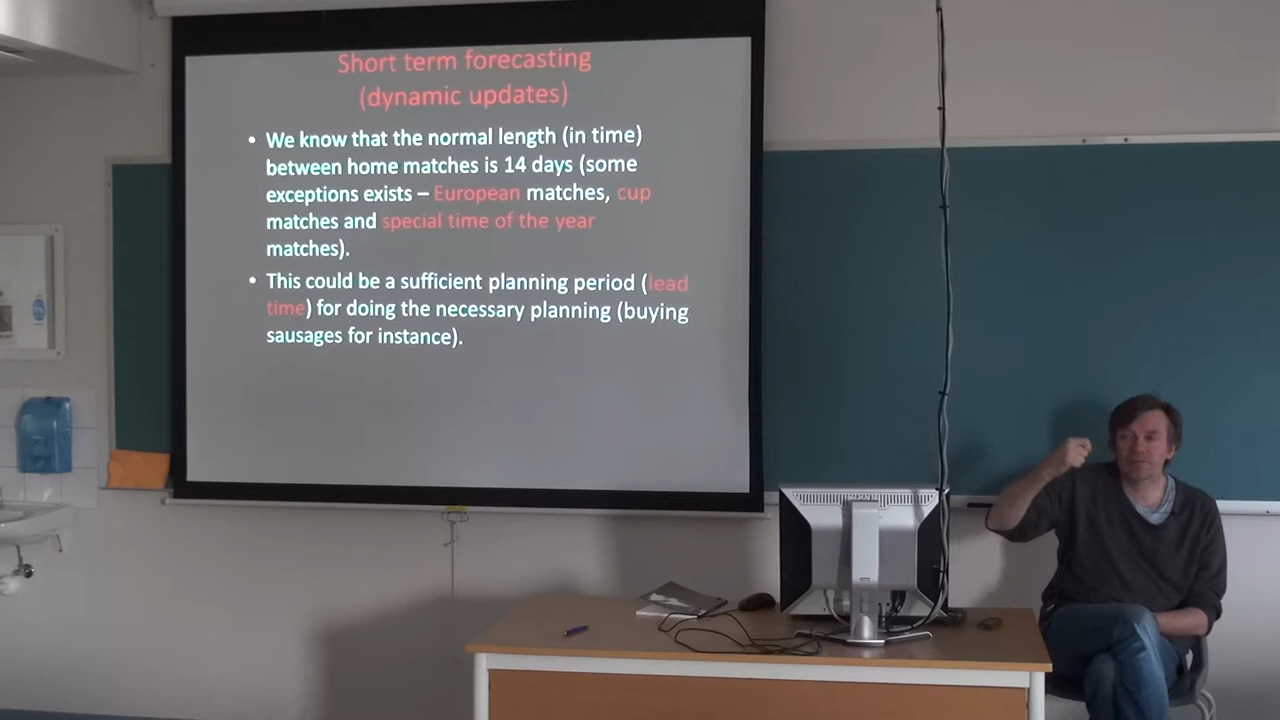 Short term forecasting
(dynamic updates)
• We know that the normal length (in time)
between home matches is 14 days (some
exceptions exists – European matches, cup
matches and special time of the year
matches).
• This could be a sufficient planning period (lead
time) for doing the necessary planning (buying
sausages for instance).